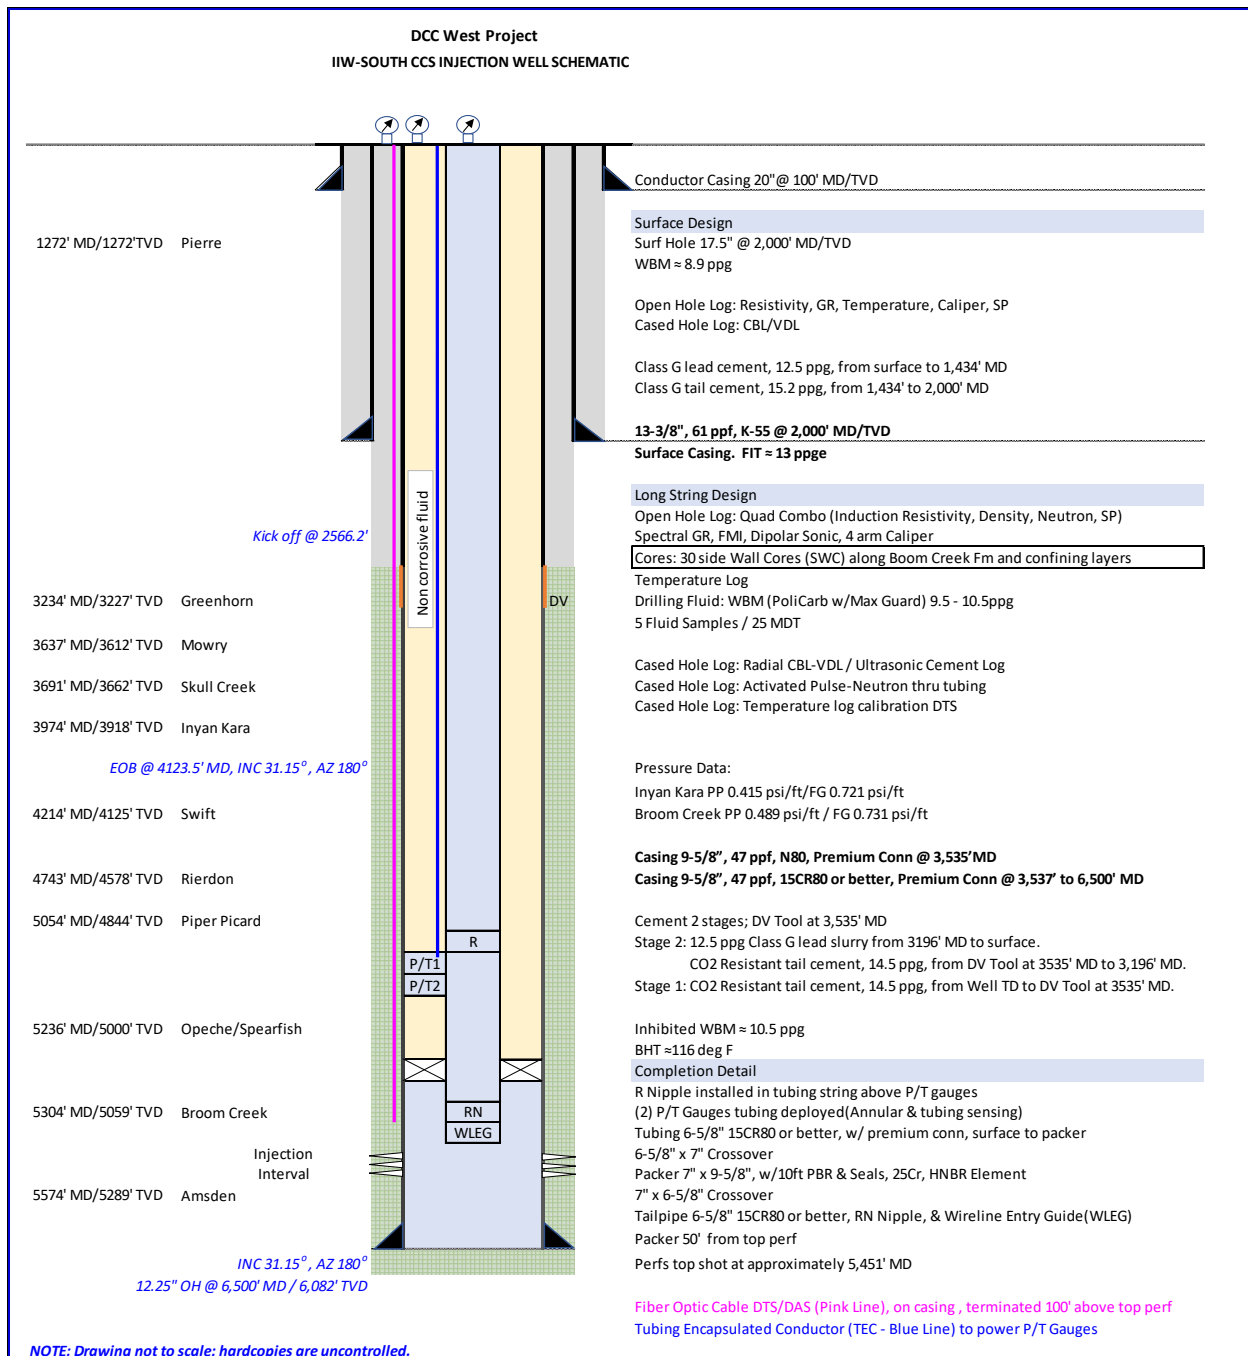 DCC West Project
IIW-SOUTH CCS INJECTION WELL SCHEMATIC
Conductor Casing 20"@ 100' MD/TVD
Surface Design
1272' MD/1272'TVD Pierre
Surf Hole 17.5" @ 2,000' MD/TVD
WBM ≈ 8.9 ppg
Open Hole Log: Resistivity, GR, Temperature, Caliper, SP
Cased Hole Log: CBL/VDL
Class G lead cement, 12.5 ppg, from surface to 1,434' MD
Class G tail cement, 15.2 ppg, from 1,434' to 2,000' MD
13-3/8", 61 ppf, K-55 @ 2,000' MD/TVD
Surface Casing. FIT ≈ 13 ppge
Non corrosive fluid
Long String Design
Open Hole Log: Quad Combo (Induction Resistivity, Density, Neutron, SP)
Kick off @ 2566.2'
Spectral GR, FMI, Dipolar Sonic, 4 arm Caliper
Cores: 30 side Wall Cores (SWC) along Boom Creek Fm and confining layers
Temperature Log
3234' MD/3227' TVD Greenhorn
DV
Drilling Fluid: WBM (PoliCarb w/Max Guard) 9.5 - 10.5ppg
5 Fluid Samples / 25 MDT
3637' MD/3612' TVD Mowry
Cased Hole Log: Radial CBL-VDL / Ultrasonic Cement Log
3691' MD/3662' TVD Skull Creek
Cased Hole Log: Activated Pulse-Neutron thru tubing
Cased Hole Log: Temperature log calibration DTS
3974' MD/3918' TVD Inyan Kara
EOB @ 4123.5' MD, INC 31.15°, AZ 180°
Pressure Data:
Inyan Kara PP 0.415 psi/ft/FG 0.721 psi/ft
4214' MD/4125' TVD Swift
Broom Creek PP 0.489 psi/ft / FG 0.731 psi/ft
Casing 9-5/8”, 47 ppf, N80, Premium Conn @ 3,535’MD
4743' MD/4578' TVD Rierdon
Casing 9-5/8”, 47 ppf, 15CR80 or better, Premium Conn @ 3,537’ to 6,500' MD
5054' MD/4844' TVD Piper Picard
Cement 2 stages; DV Tool at 3,535' MD
R
Stage 2: 12.5 ppg Class G lead slurry from 3196' MD to surface.
P/T1
CO2 Resistant tail cement, 14.5 ppg, from DV Tool at 3535' MD to 3,196' MD.
P/T2
Stage 1: CO2 Resistant tail cement, 14.5 ppg, from Well TD to DV Tool at 3535' MD.
5236' MD/5000' TVD Opeche/Spearfish
Inhibited WBM ≈ 10.5 ppg
BHT ≈116 deg F
Completion Detail
R Nipple installed in tubing string above P/T gauges
5304' MD/5059' TVD Broom Creek
RN
(2) P/T Gauges tubing deployed(Annular & tubing sensing)
WLEG
Tubing 6-5/8" 15CR80 or better, w/ premium conn, surface to packer
Injection
Interval
6-5/8" x 7" Crossover
Packer 7" x 9-5/8", w/10ft PBR & Seals, 25Cr, HNBR Element
5574' MD/5289' TVD Amsden
7" x 6-5/8" Crossover
Tailpipe 6-5/8" 15CR80 or better, RN Nipple, & Wireline Entry Guide(WLEG)
Packer 50' from top perf
INC 31.15°, AZ 180°
Perfs top shot at approximately 5,451' MD
12.25" OH @ 6,500' MD / 6,082' TVD
Fiber Optic Cable DTS/DAS (Pink Line), on casing , terminated 100' above top perf
Tubing Encapsulated Conductor (TEC - Blue Line) to power P/T Gauges
NOTE: Drawing not to scale; hardcopies are uncontrolled.